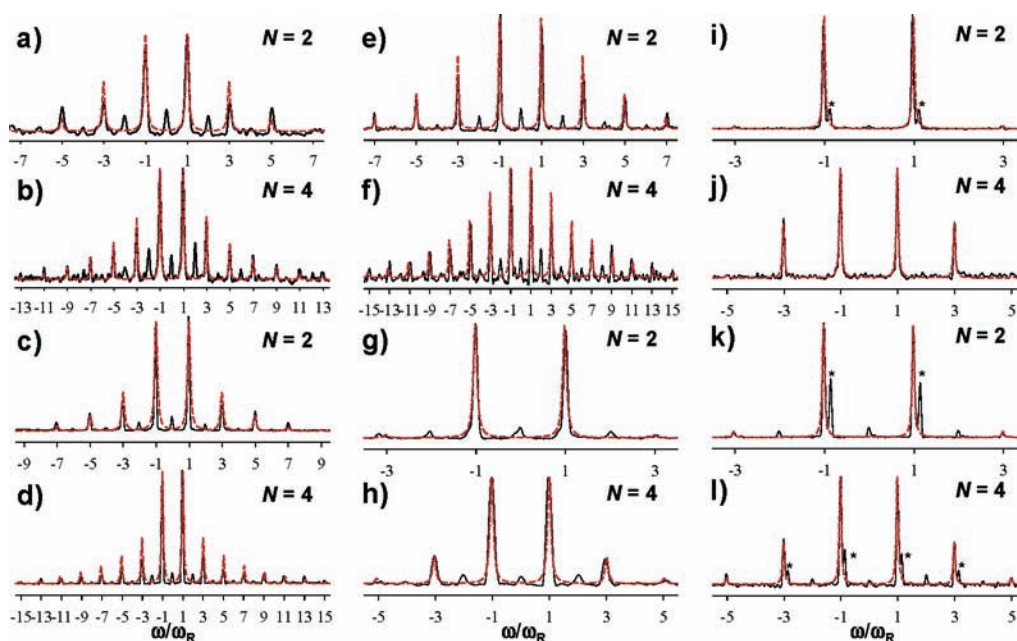 a) N = 2
-5 -3 -1 1 3 5 7
b) N = 4
-13-11 -9 -7 -5 -3 -1 1 3 5 7 9 11 13
c) N = 2
-9 -7 -5 -3 -1 1 3 5 7 9
d) N = 4
-15-13-11-9 -7 -5 -3 -1 1 3 5 7 9 11 13 15
ω/ωR
e) N = 2
-7 -5 -3 -1 1 3 5 7
f) N = 4
-15-13-11-9 -7 -5 -3 -1 1 3 5 7 9 11 13 15
g) N = 2
-3 -1 1 3
h) N = 4
-5 -3 -1 1 3 5
ω/ωR
i) N = 2
* *
-3 -1 1 3
j) N = 4
-5 -3 -1 1 3 5
k) N = 2
* *
-3 -1 1 3
l) N = 4
* * * *
-5 -3 -1 1 3 5
ω/ωR